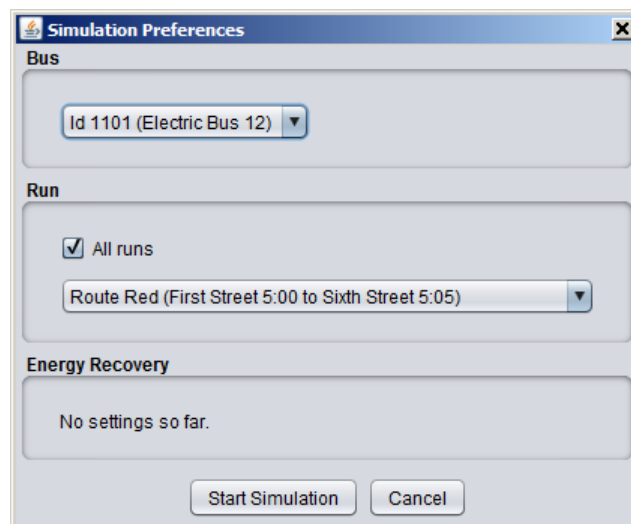 Simulation Preferences
Bus
Id 1101 (Electric Bus 12)
Run
All runs
Route Red (First Street 5:00 to Sixth Street 5:05)
Energy Recovery
No settings so far.
Start Simulation Cancel